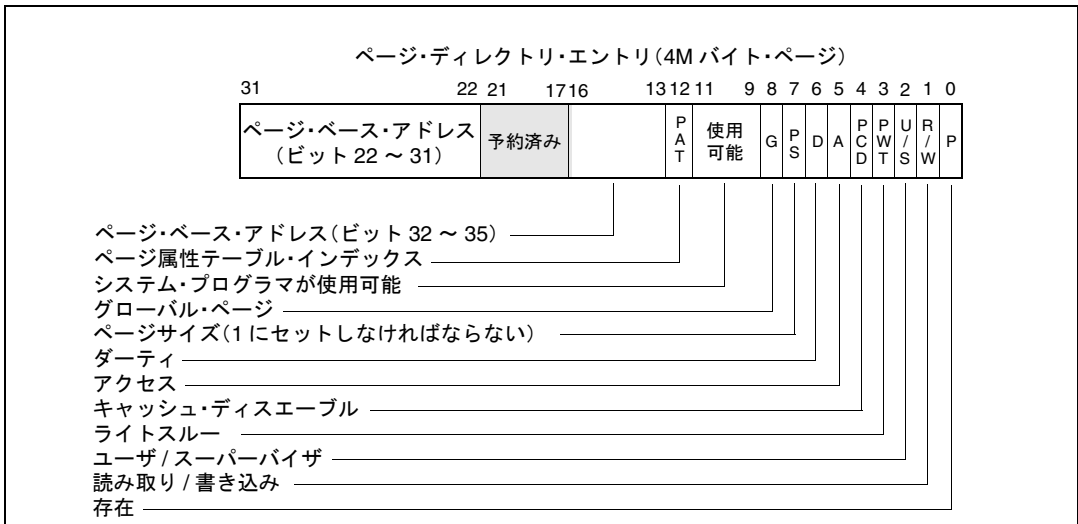 ページ・ディレクトリ・エントリ(4M バイト・ページ)
31 22 21 17 16 13 12 11 9 8 7 6 5 4 3 2 1 0
ページ・ベース・アドレス
(ビット 22 ~ 31)
予約済み
PAT
使用
可能
G
PS
D
A
PCD
PWT
U/S
R/W
P
ページ・ベース・アドレス(ビット 32 ~ 35)
ページ属性テーブル・インデックス
システム・プログラマが使用可能
グローバル・ページ
ページサイズ(1 にセットしなければならない)
ダーティ
アクセス
キャッシュ・ディスエーブル
ライトスルー
ユーザ / スーパーバイザ
読み取り / 書き込み
存在